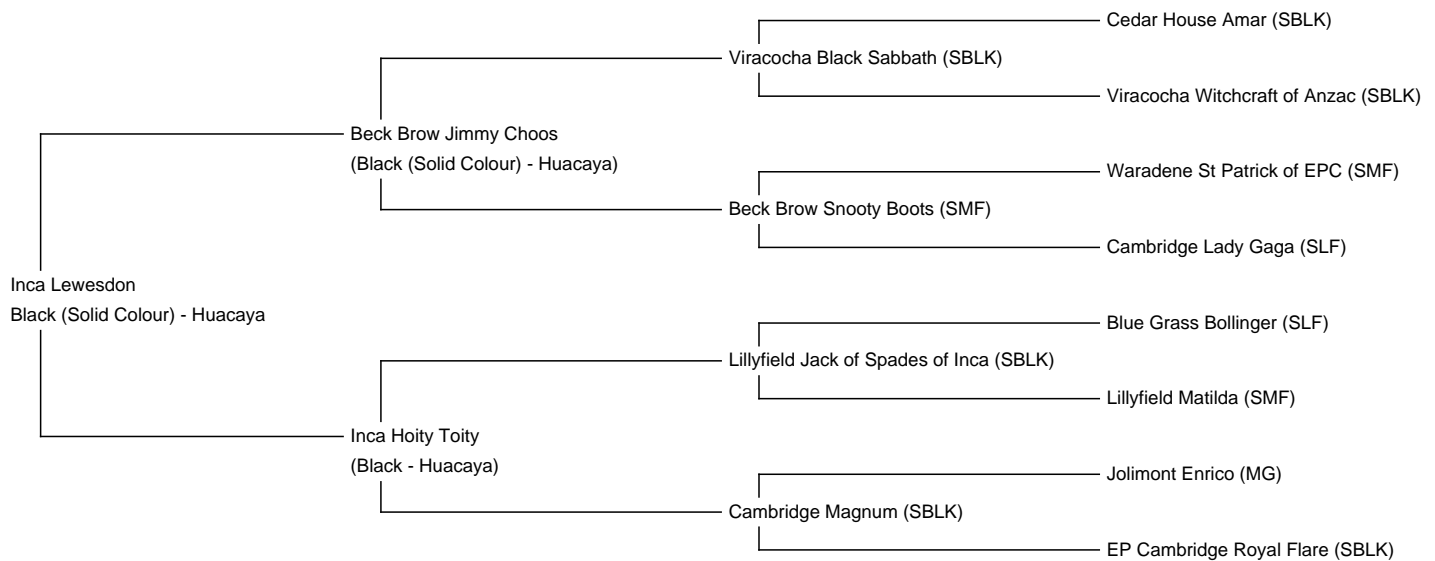 Cedar House Amar (SBLK)
Viracocha Black Sabbath (SBLK)
Viracocha Witchcraft of Anzac (SBLK)
Beck Brow Jimmy Choos
(Black (Solid Colour) - Huacaya)
Waradene St Patrick of EPC (SMF)
Beck Brow Snooty Boots (SMF)
Cambridge Lady Gaga (SLF)
Inca Lewesdon
Black (Solid Colour) - Huacaya
Blue Grass Bollinger (SLF)
Lillyfield Jack of Spades of Inca (SBLK)
Lillyfield Matilda (SMF)
Inca Hoity Toity
(Black - Huacaya)
Jolimont Enrico (MG)
Cambridge Magnum (SBLK)
EP Cambridge Royal Flare (SBLK)